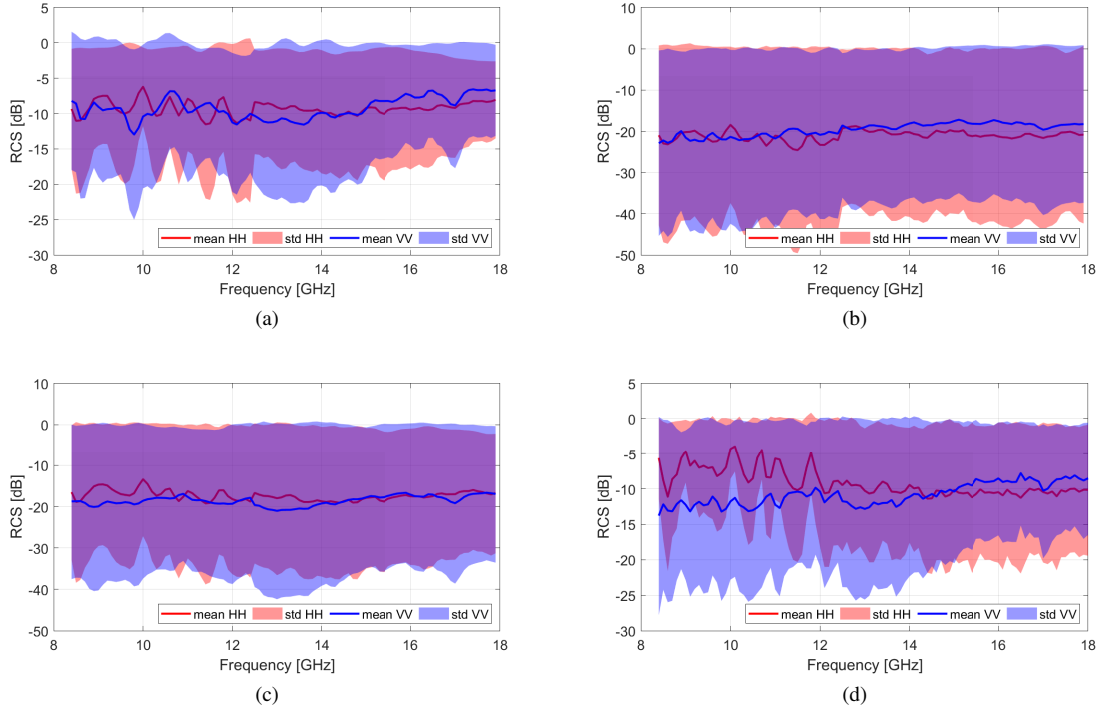 5
0
-5
-10
-15
-20
-25
-30
RCS [dB]
mean HH std HH mean VV std VV
8 10 12 14 16 18
Frequency [GHz]
(a)
10
0
-10
-20
-30
-40
-50
RCS [dB]
mean HH std HH mean VV std VV
8 10 12 14 16 18
Frequency [GHz]
(b)
10
0
-10
-20
-30
-40
-50
RCS [dB]
mean HH std HH mean VV std VV
8 10 12 14 16 18
Frequency [GHz]
(c)
5
0
-5
-10
-15
-20
-25
-30
RCS [dB]
mean HH std HH mean VV std VV
8 10 12 14 16 18
Frequency [GHz]
(d)